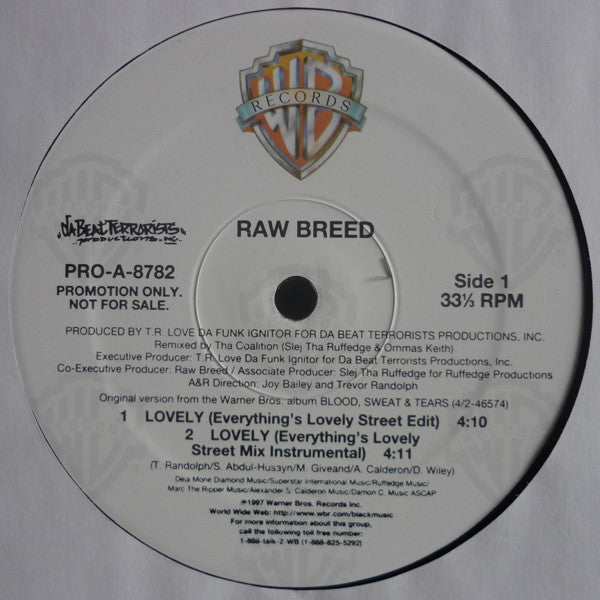 WB
RECORDS
Da Beat Terrorists
Productions, Inc.
RAW BREED
PRO-A-8782
PROMOTION ONLY.
NOT FOR SALE.
Side 1
33⅓ RPM
PRODUCED BY T.R. LOVE DA FUNK IGNITOR FOR DA BEAT TERRORISTS PRODUCTIONS, INC.
Remixed by Tha Coalition (Slej Tha Ruffedge & Ommas Keith)
Executive Producer: T.R. Love Da Funk Ignitor for Da Beat Terrorists Productions, Inc.
Co-Executive Producer: Raw Breed / Associate Producer: Slej Tha Ruffedge for Ruffedge Productions
A&R Direction: Joy Bailey and Trevor Randolph
Original version from the Warner Bros. album BLOOD, SWEAT & TEARS (4/2-46574)
1 LOVELY (Everything's Lovely Street Edit) 4:10
2 LOVELY (Everything's Lovely
Street Mix Instrumental) 4:11
(T. Randolph/S. Abdul-Husayn/M. Giveand/A. Calderon/D. Wiley)
Deja Mone Diamond Music/Superstar International Music/Ruffedge Music/
Marc The Ripper Music/Alexander S. Calderon Music/Damon C. Music ASCAP
℗1997 Warner Bros. Records Inc.
World Wide Web: http://www.wbr.com/blackmusic
For more information about this group,
call the following toll free number:
1-888-talk-2-WB (1-888-825-5292)